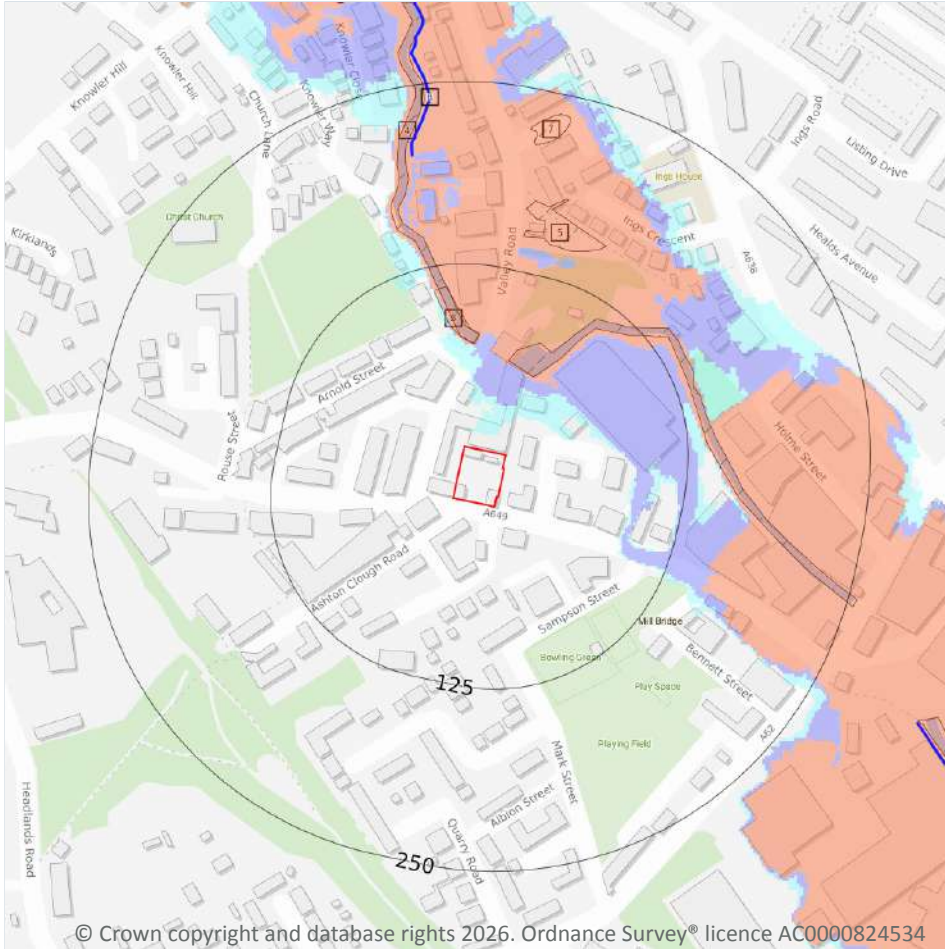 Knowler Hill
Knowler Hill
Knowler Close
Church Lane
Knowler Way
4
7
5
Christ Church
Kirklands
Ings House
Ings Road
Listing Drive
Ings Crescent
Healds Avenue
A638
Valley Road
Arnold Street
Rouse Street
Holme Street
A649
Ashton Clough Road
Sampson Street
Mill Bridge
Bowling Green
Bennett Street
Play Space
125
Playing Field
A62
Mark Street
Albion Street
Quarry Road
Headlands Road
250
© Crown copyright and database rights 2026. Ordnance Survey® licence AC0000824534